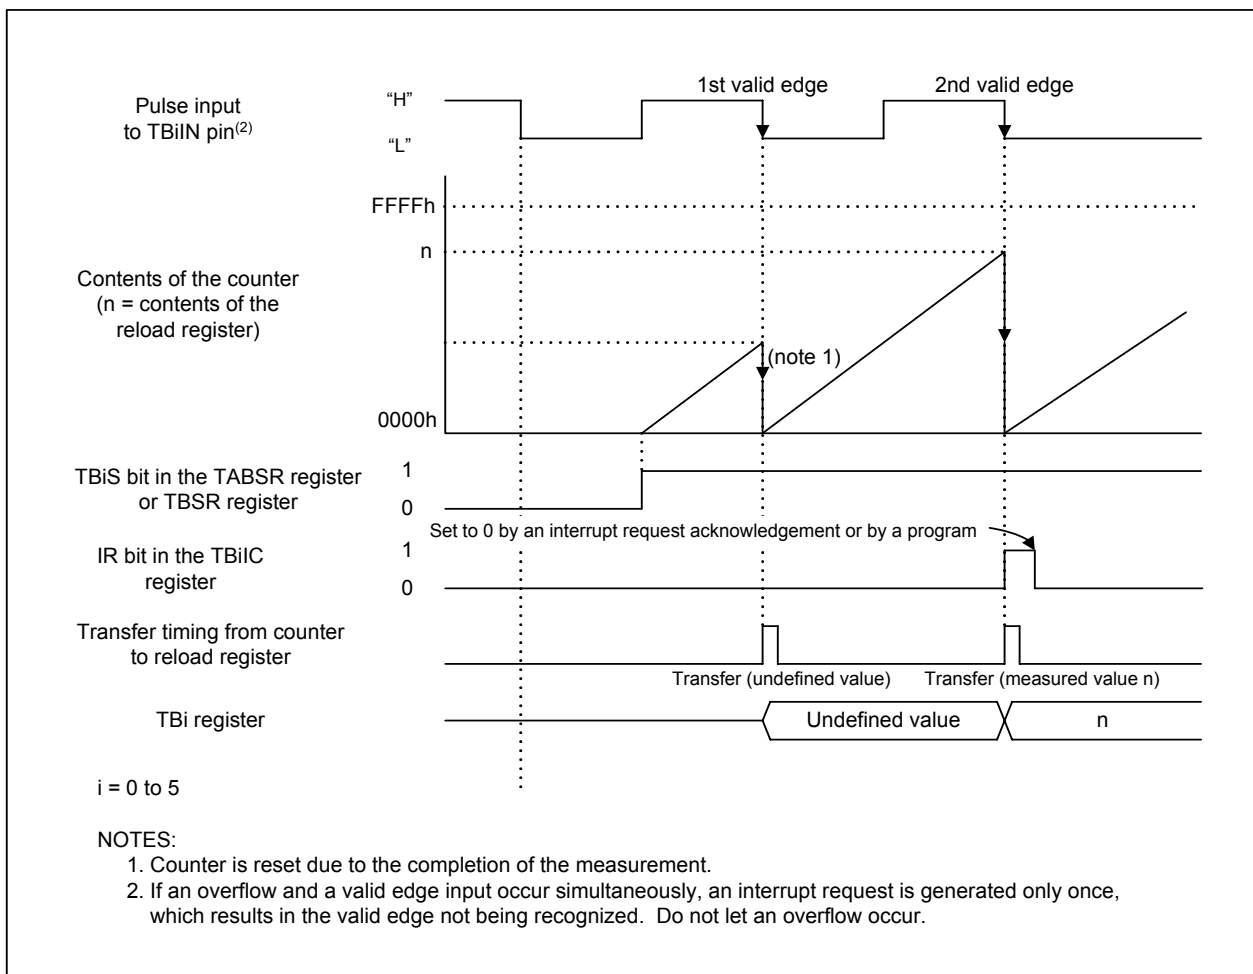 1st valid edge
2nd valid edge
Pulse input
to TBiIN pin(2)
“H”
“L”
FFFFh
n
Contents of the counter
(n = contents of the
reload register)
(note 1)
0000h
TBiS bit in the TABSR register
or TBSR register
1
0
Set to 0 by an interrupt request acknowledgement or by a program
IR bit in the TBiIC
register
1
0
Transfer timing from counter
to reload register
Transfer (undefined value)
Transfer (measured value n)
TBi register
Undefined value
n
i = 0 to 5
NOTES:
1. Counter is reset due to the completion of the measurement.
2. If an overflow and a valid edge input occur simultaneously, an interrupt request is generated only once,
which results in the valid edge not being recognized.  Do not let an overflow occur.